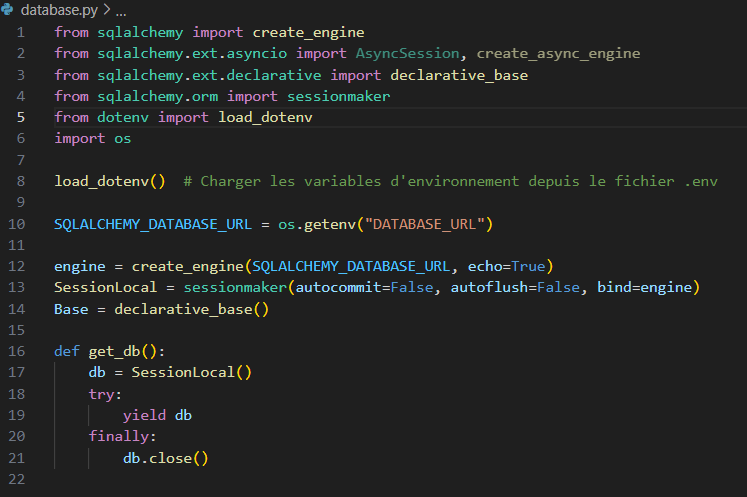 database.py > ...
1 from sqlalchemy import create_engine
2 from sqlalchemy.ext.asyncio import AsyncSession, create_async_engine
3 from sqlalchemy.ext.declarative import declarative_base
4 from sqlalchemy.orm import sessionmaker
5 from dotenv import load_dotenv
6 import os
7
8 load_dotenv()  # Charger les variables d'environnement depuis le fichier .env
9
10 SQLALCHEMY_DATABASE_URL = os.getenv("DATABASE_URL")
11
12 engine = create_engine(SQLALCHEMY_DATABASE_URL, echo=True)
13 SessionLocal = sessionmaker(autocommit=False, autoflush=False, bind=engine)
14 Base = declarative_base()
15
16 def get_db():
17     db = SessionLocal()
18     try:
19         yield db
20     finally:
21         db.close()
22